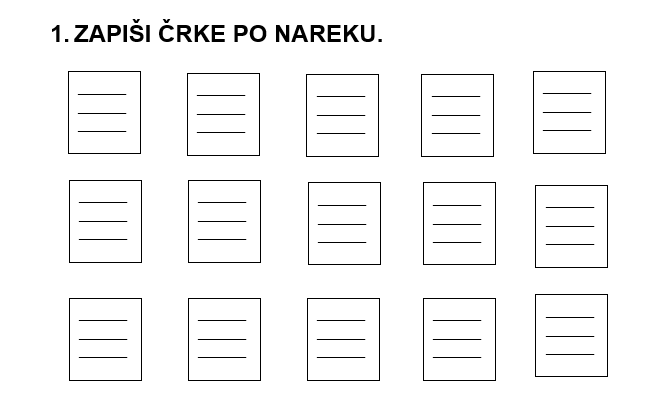 1. ZAPIŠI ČRKE PO NAREKU.